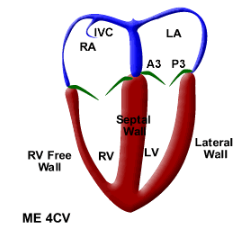 IVC
RA
LA
A3 P3
Septal
Wall
RV Free
Wall
RV
LV
Lateral
Wall
ME 4CV